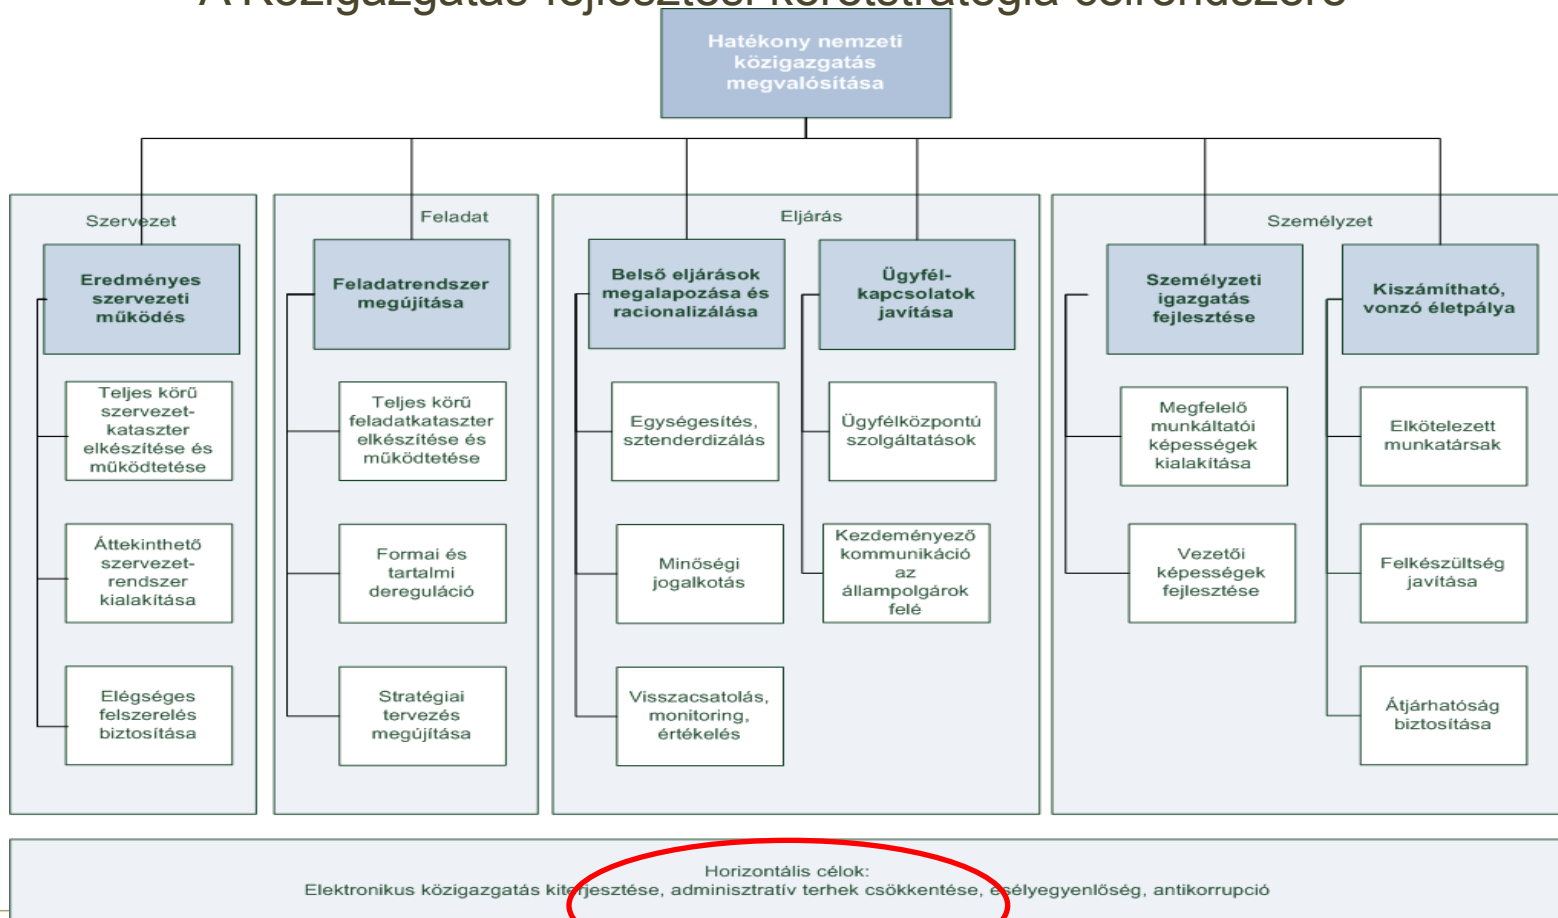 A Közigazgatás-fejlesztési keretstratégia célrendszere
Hatékony nemzeti
közigazgatás
megvalósítása
Szervezet
Eredményes
szervezeti
működés
Teljes körű
szervezet-
kataszter
elkészítése és
működtetése
Áttekinthető
szervezet-
rendszer
kialakítása
Elégséges
felszerelés
biztosítása
Feladat
Feladatrendszer
megújítása
Teljes körű
feladatkataszter
elkészítése és
működtetése
Formai és
tartalmi
dereguláció
Stratégiai
tervezés
megújítása
Eljárás
Belső eljárások
megalapozása és
racionalizálása
Egységesítés,
sztenderdizálás
Minőségi
jogalkotás
Visszacsatolás,
monitoring,
értékelés
Ügyfél-
kapcsolatok
javítása
Ügyfélközpontú
szolgáltatások
Kezdeményező
kommunikáció
az
állampolgárok
felé
Személyzet
Személyzeti
igazgatás
fejlesztése
Megfelelő
munkáltatói
képességek
kialakítása
Vezetői
képességek
fejlesztése
Kiszámítható,
vonzó életpálya
Elkötelezett
munkatársak
Felkészültség
javítása
Átjárhatóság
biztosítása
Horizontális célok:
Elektronikus közigazgatás kiterjesztése, adminisztratív terhek csökkentése, esélyegyenlőség, antikorrupció